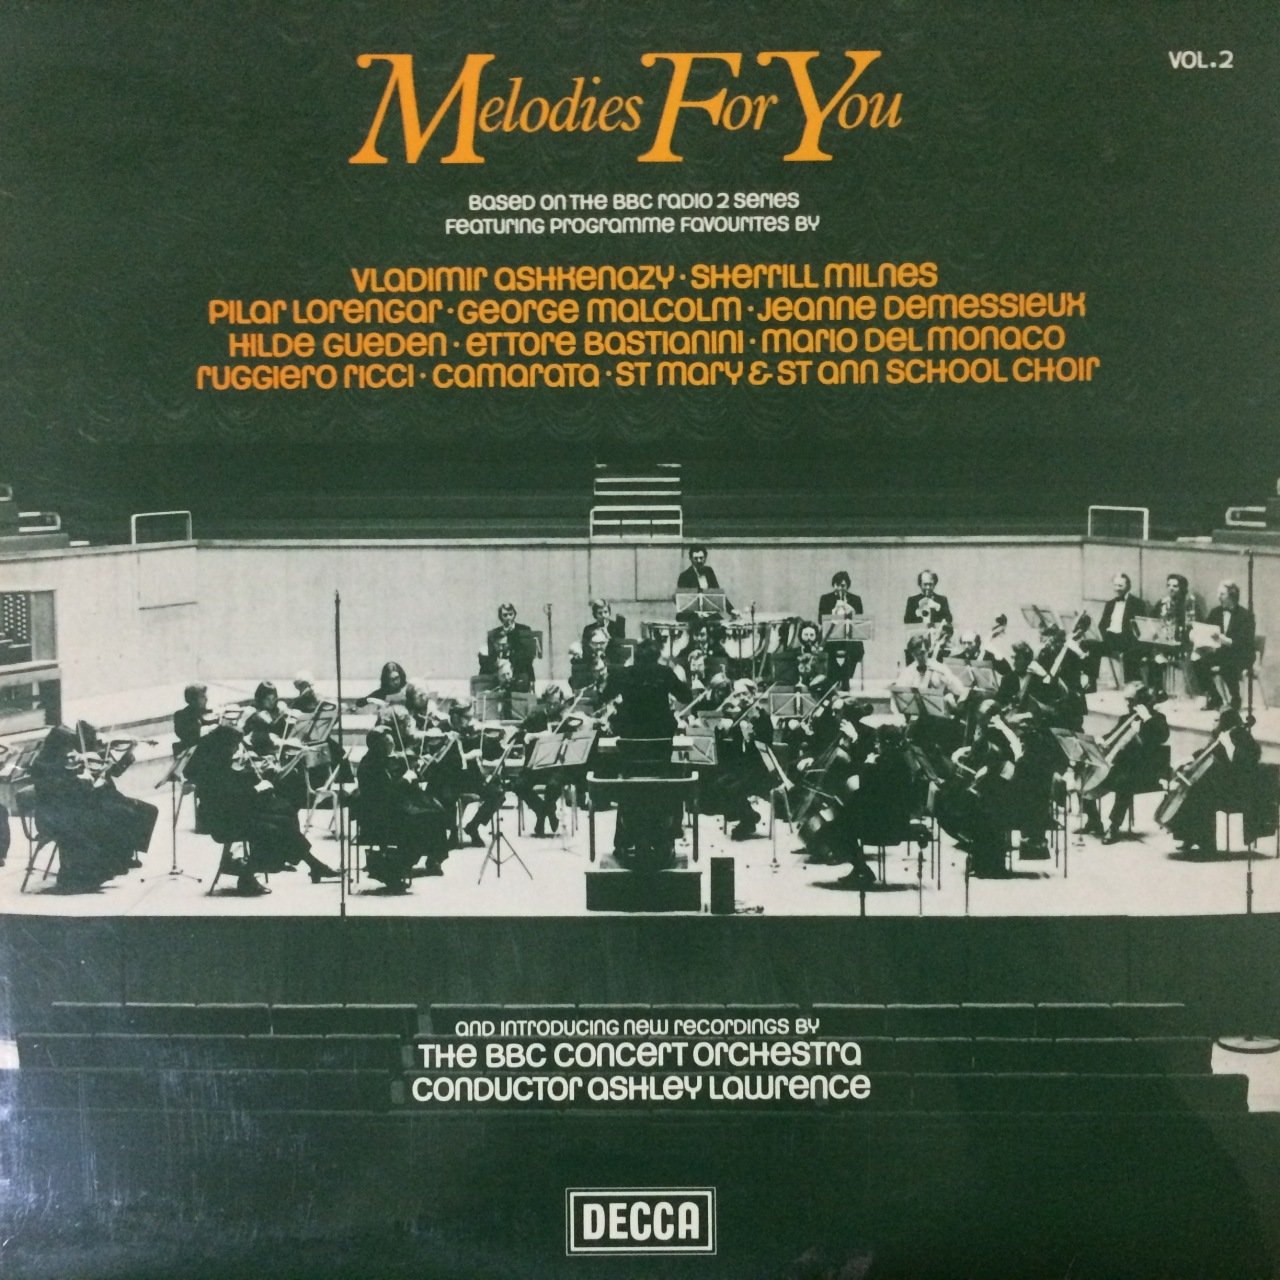 Melodies For You
VOL.2
BASED ON THE BBC RADIO 2 SERIES
FEATURING PROGRAMME FAVOURITES BY
VLADIMIR ASHKENAZY · SHERRILL MILNES
PILAR LORENGAR · GEORGE MALCOLM · JEANNE DEMESSIEUX
HILDE GUEDEN · ETTORE BASTIANINI · MARIO DEL MONACO
RUGGIERO RICCI · CAMARATA · ST MARY & ST ANN SCHOOL CHOIR
AND INTRODUCING NEW RECORDINGS BY
THE BBC CONCERT ORCHESTRA
CONDUCTOR ASHLEY LAWRENCE
DECCA